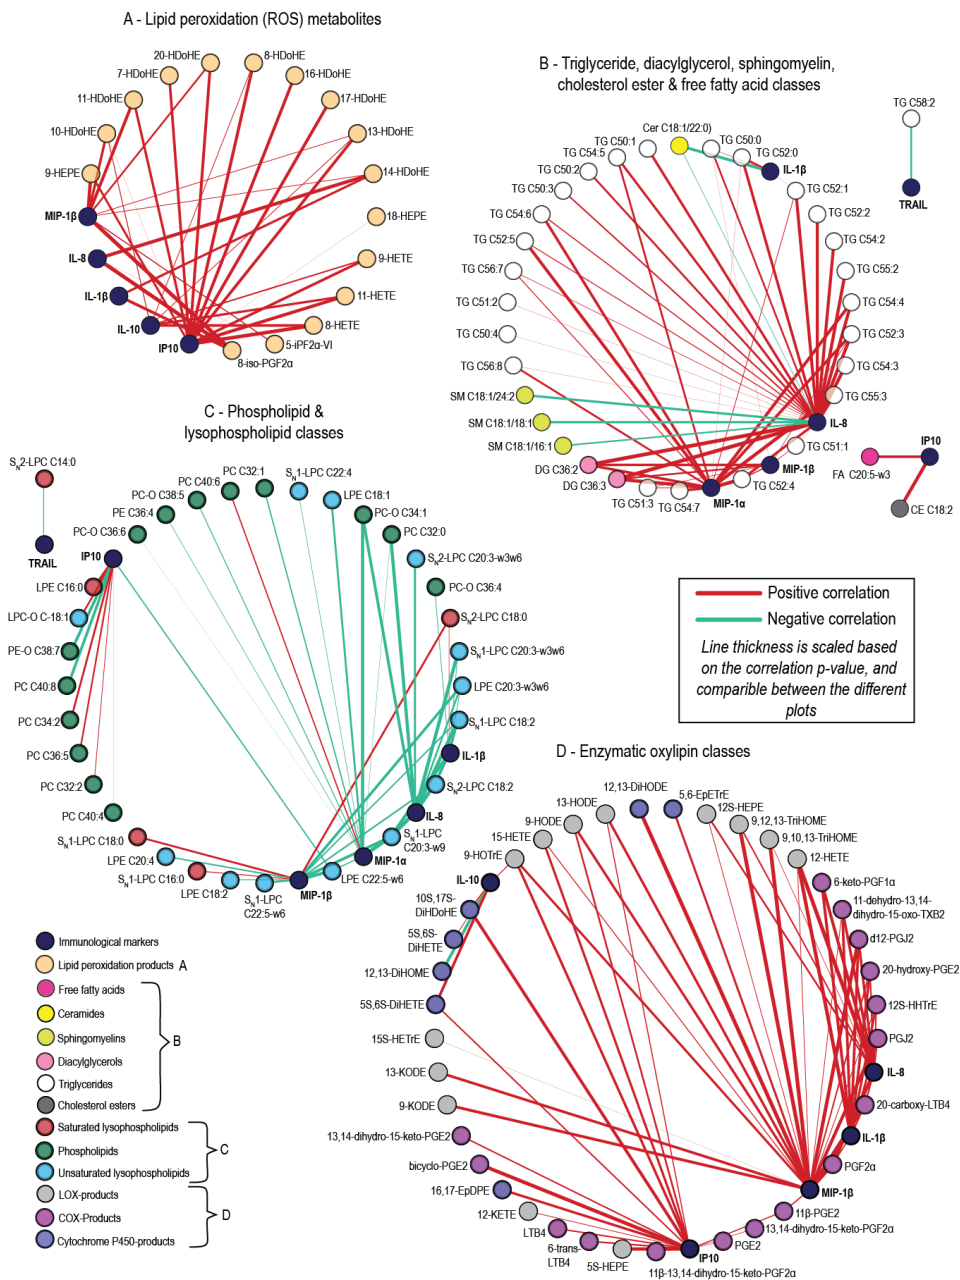 A - Lipid peroxidation (ROS) metabolites
20-HDoHE
8-HDoHE
7-HDoHE
16-HDoHE
11-HDoHE
17-HDoHE
10-HDoHE
13-HDoHE
9-HEPE
14-HDoHE
MIP-1β
18-HEPE
IL-8
9-HETE
IL-1β
11-HETE
IL-10
8-HETE
IP10
5-iPF2α-VI
8-iso-PGF2α
B - Triglyceride, diacylglycerol, sphingomyelin,
cholesterol ester & free fatty acid classes
TG C58:2
TRAIL
Cer C18:1/22:0)
TG C50:0
TG C50:1
TG C52:0
TG C54:5
IL-1β
TG C50:2
TG C52:1
TG C50:3
TG C52:2
TG C54:6
TG C54:2
TG C52:5
TG C55:2
TG C56:7
TG C54:4
TG C51:2
TG C52:3
TG C50:4
TG C54:3
TG C56:8
TG C55:3
SM C18:1/24:2
IL-8
SM C18:1/18:1
TG C51:1
SM C18:1/16:1
MIP-1β
DG C36:2
TG C52:4
DG C36:3
MIP-1α
TG C51:3
TG C54:7
IP10
FA C20:5-w3
CE C18:2
C - Phospholipid &
lysophospholipid classes
SN2-LPC C14:0
TRAIL
PC C32:1
SN1-LPC C22:4
PC C40:6
LPE C18:1
PC-O C38:5
PC-O C34:1
PE C36:4
PC C32:0
PC-O C36:6
SN2-LPC C20:3-w3w6
IP10
PC-O C36:4
LPE C16:0
SN2-LPC C18:0
LPC-O C-18:1
SN1-LPC C20:3-w3w6
PE-O C38:7
LPE C20:3-w3w6
PC C40:8
SN1-LPC C18:2
PC C34:2
IL-1β
PC C36:5
SN2-LPC C18:2
PC C32:2
IL-8
PC C40:4
SN1-LPC
C20:3-w9
SN1-LPC C18:0
MIP-1α
LPE C20:4
LPE C22:5-w6
SN1-LPC C16:0
MIP-1β
LPE C18:2
SN1-LPC
C22:5-w6
Positive correlation
Negative correlation
Line thickness is scaled based
on the correlation p-value, and
comparible between the different
plots
D - Enzymatic oxylipin classes
12,13-DiHODE
5,6-EpETrE
13-HODE
12S-HEPE
9-HODE
9,12,13-TriHOME
15-HETE
9,10,13-TriHOME
9-HOTrE
12-HETE
IL-10
6-keto-PGF1α
10S,17S-
DiHDoHE
11-dehydro-13,14-
dihydro-15-oxo-TXB2
5S,6S-
DiHETE
d12-PGJ2
12,13-DiHOME
20-hydroxy-PGE2
5S,6S-DiHETE
12S-HHTrE
15S-HETrE
PGJ2
13-KODE
IL-8
9-KODE
20-carboxy-LTB4
13,14-dihydro-15-keto-PGE2
IL-1β
bicyclo-PGE2
PGF2α
16,17-EpDPE
MIP-1β
12-KETE
11β-PGE2
LTB4
13,14-dihydro-15-keto-PGF2α
6-trans-
LTB4
PGE2
5S-HEPE
IP10
11β-13,14-dihydro-15-keto-PGF2α
Immunological markers
Lipid peroxidation products A
Free fatty acids
Ceramides
Sphingomyelins
B
Diacylglycerols
Triglycerides
Cholesterol esters
Saturated lysophospholipids
Phospholipids
C
Unsaturated lysophospholipids
LOX-products
COX-Products
D
Cytochrome P450-products